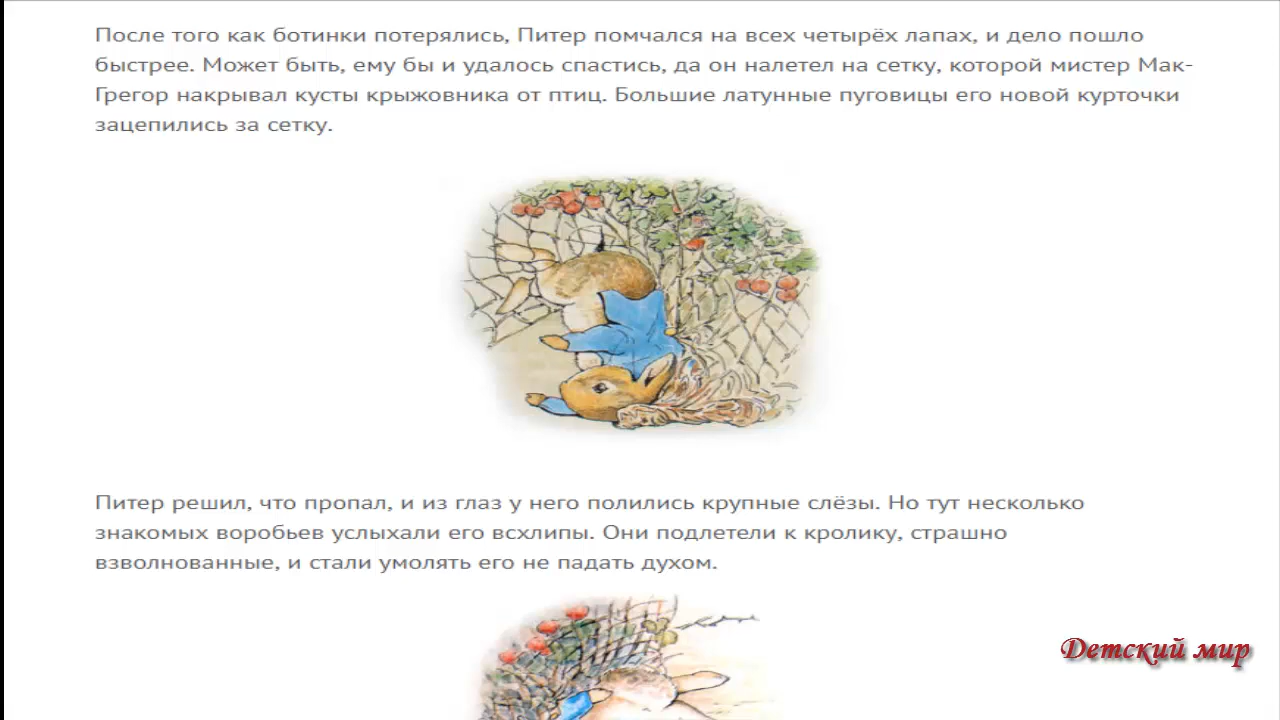 После того как ботинки потерялись, Питер помчался на всех четырёх лапах, и дело пошло
быстрее. Может быть, ему бы и удалось спастись, да он налетел на сетку, которой мистер Мак-
Грегор накрывал кусты крыжовника от птиц. Большие латунные пуговицы его новой курточки
зацепились за сетку.
Питер решил, что пропал, и из глаз у него полились крупные слёзы. Но тут несколько
знакомых воробьев услыхали его всхлипы. Они подлетели к кролику, страшно
взволнованные, и стали умолять его не падать духом.
Детский мир